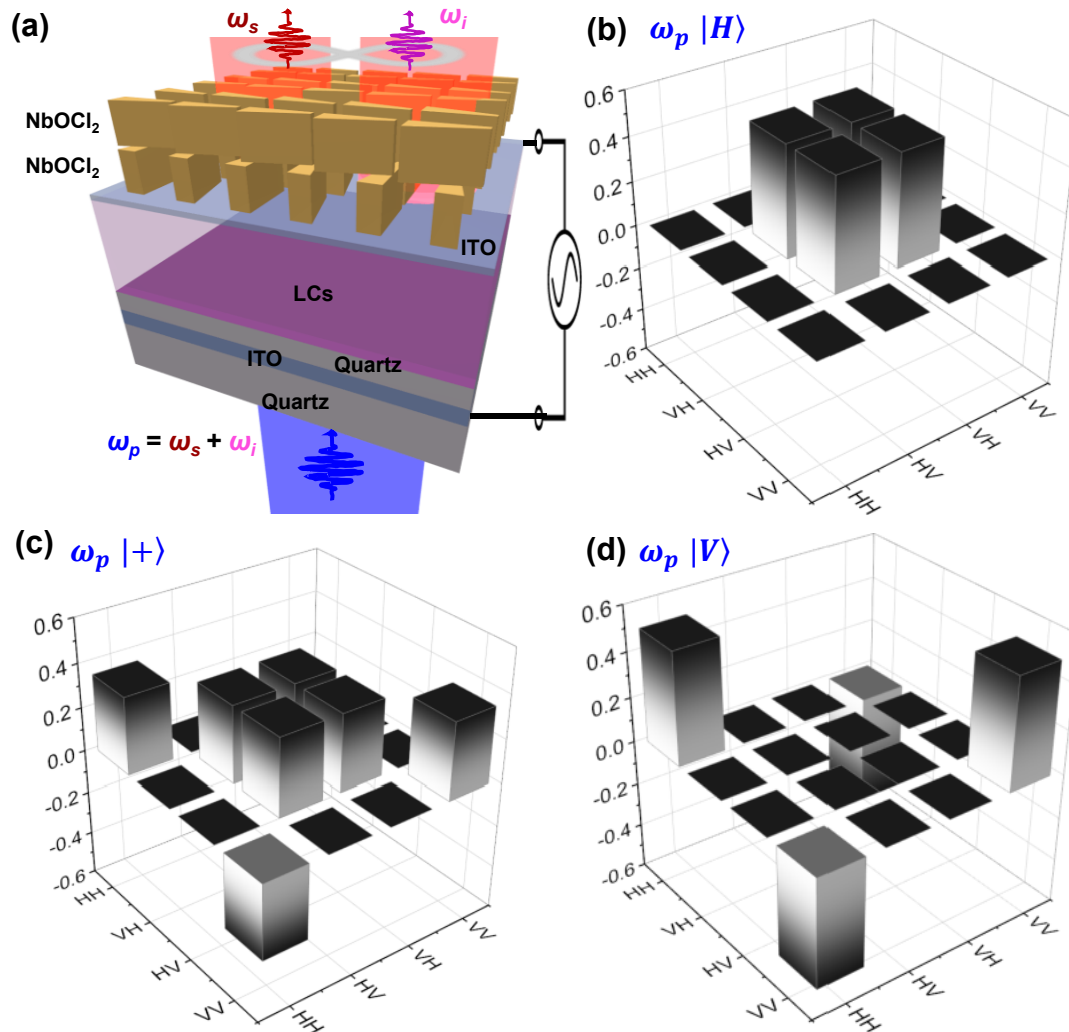 (a)
ωs ωi
NbOCl2
NbOCl2
ITO
LCs
ITO
Quartz
Quartz
ωp = ωs + ωi
(b) ωp |H⟩
0.6
0.4
0.2
0.0
-0.2
-0.4
-0.6
HH
VH
HV
VV
HH
HV
VH
VV
(c) ωp |+⟩
0.6
0.4
0.2
0.0
-0.2
-0.4
-0.6
HH
VH
HV
VV
HH
HV
VH
VV
(d) ωp |V⟩
0.6
0.4
0.2
0.0
-0.2
-0.4
-0.6
HH
VH
HV
VV
HH
HV
VH
VV